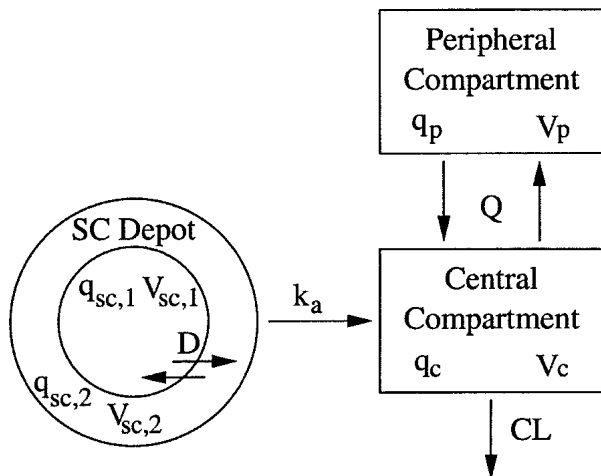 Peripheral
Compartment
q_p V_p
Q
SC Depot
q_sc,1 V_sc,1
D
q_sc,2
V_sc,2
k_a
Central
Compartment
q_c V_c
CL